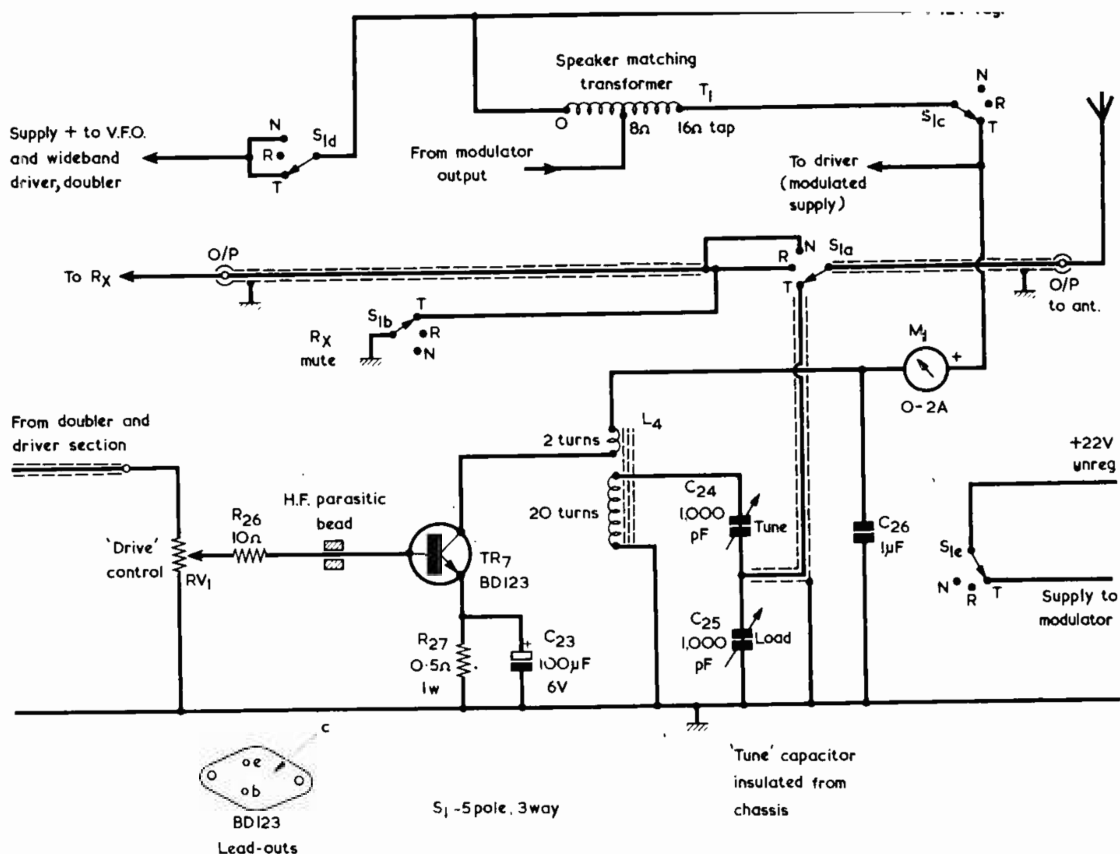 Speaker matching
transformer
T1
O
8Ω
16Ω tap
N
R
T
S1c
Supply + to V.F.O.
and wideband
driver, doubler
N
R
T
S1d
From modulator
output
To driver
(modulated
supply)
To Rx
O/P
N
R
T
S1a
O/P
to ant.
S1b
T
R
N
Rx
mute
M1
+
0-2A
From doubler and
driver section
2 turns
L4
20 turns
+22V
unreg
H.F. parasitic
bead
R26
10Ω
'Drive'
control
RV1
TR7
BD123
C24
1,000
pF
Tune
C26
1µF
S1e
N
R
T
Supply to
modulator
R27
0·5Ω
1w
+
C23
100µF
6V
C25
1,000
pF
Load
c
e
b
BD123
Lead-outs
S1 -5 pole, 3way
'Tune' capacitor
insulated from
chassis